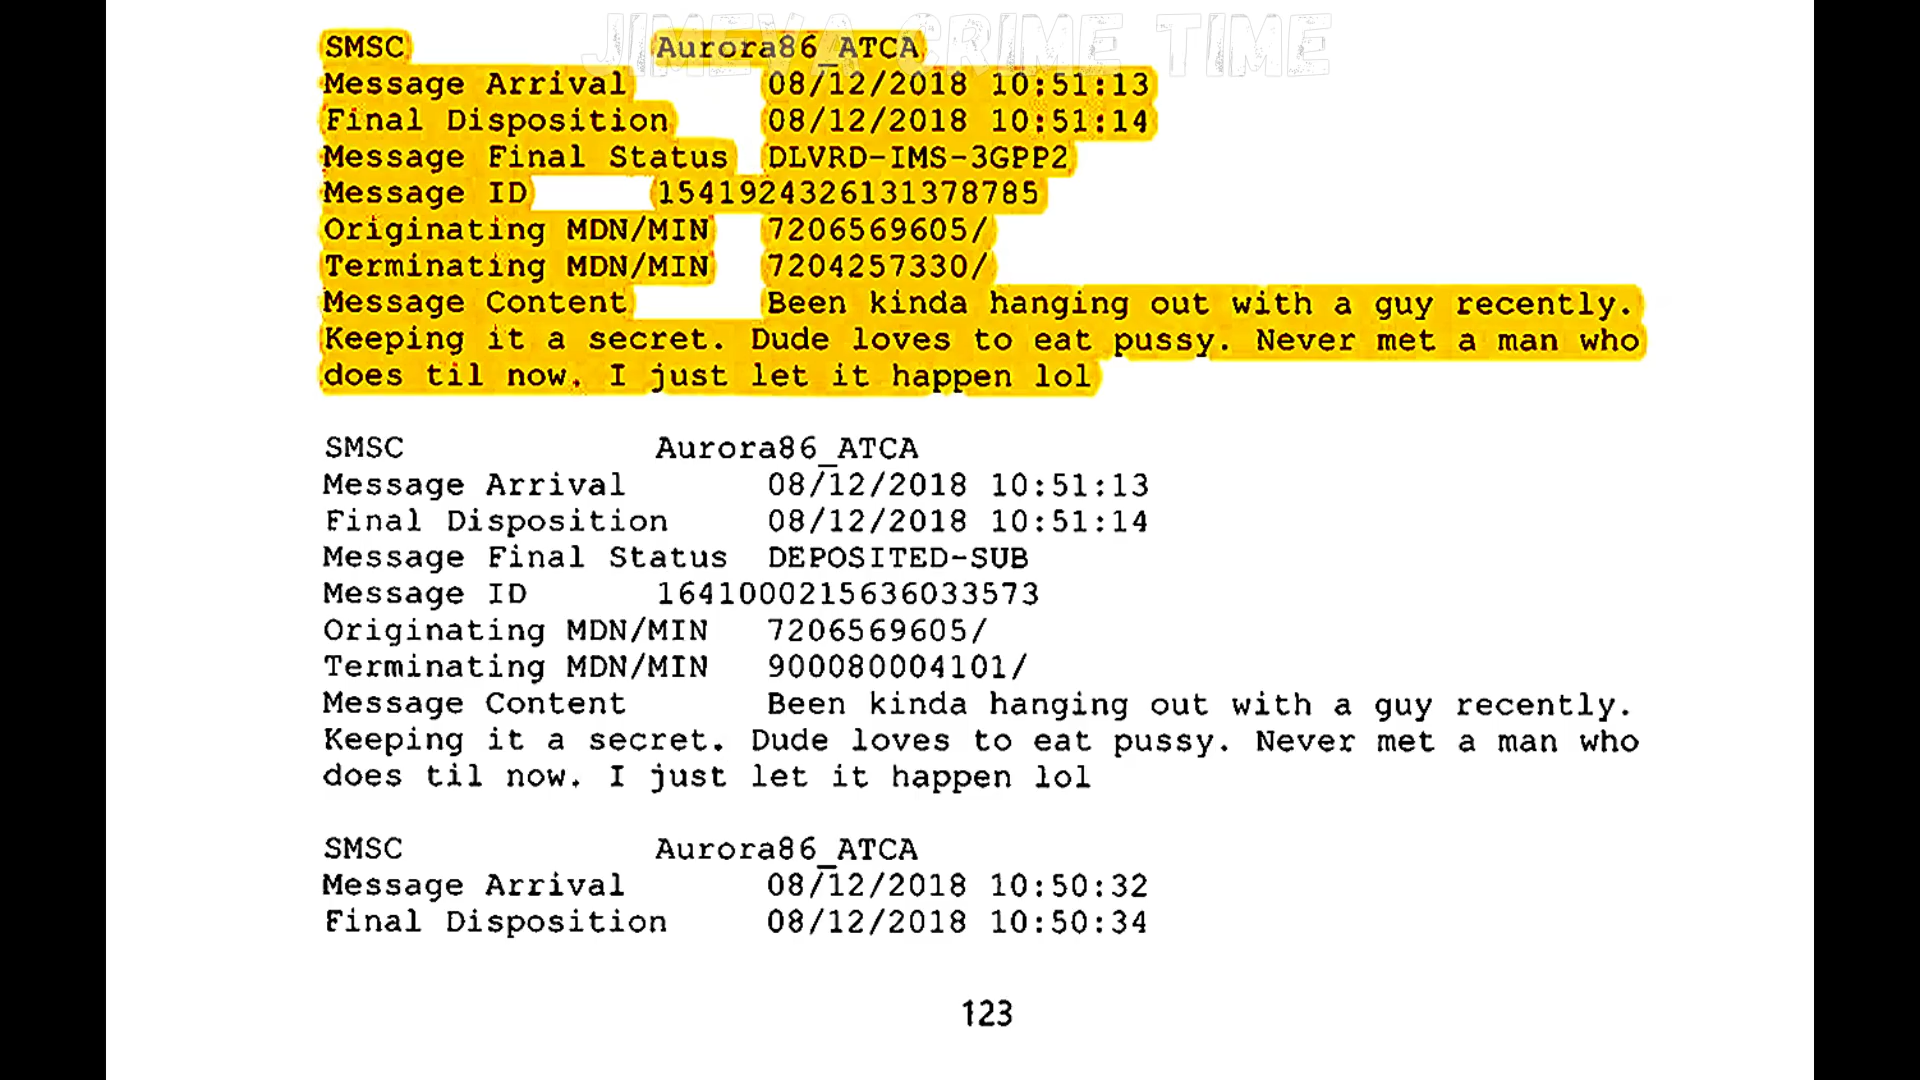 JIMEVA CRIME TIME
SMSC Aurora86_ATCA
Message Arrival 08/12/2018 10:51:13
Final Disposition 08/12/2018 10:51:14
Message Final Status DLVRD-IMS-3GPP2
Message ID 1541924326131378785
Originating MDN/MIN 7206569605/
Terminating MDN/MIN 7204257330/
Message Content Been kinda hanging out with a guy recently.
Keeping it a secret. Dude loves to eat pussy. Never met a man who
does til now. I just let it happen lol
SMSC Aurora86_ATCA
Message Arrival 08/12/2018 10:51:13
Final Disposition 08/12/2018 10:51:14
Message Final Status DEPOSITED-SUB
Message ID 1641000215636033573
Originating MDN/MIN 7206569605/
Terminating MDN/MIN 900080004101/
Message Content Been kinda hanging out with a guy recently.
Keeping it a secret. Dude loves to eat pussy. Never met a man who
does til now. I just let it happen lol
SMSC Aurora86_ATCA
Message Arrival 08/12/2018 10:50:32
Final Disposition 08/12/2018 10:50:34
123